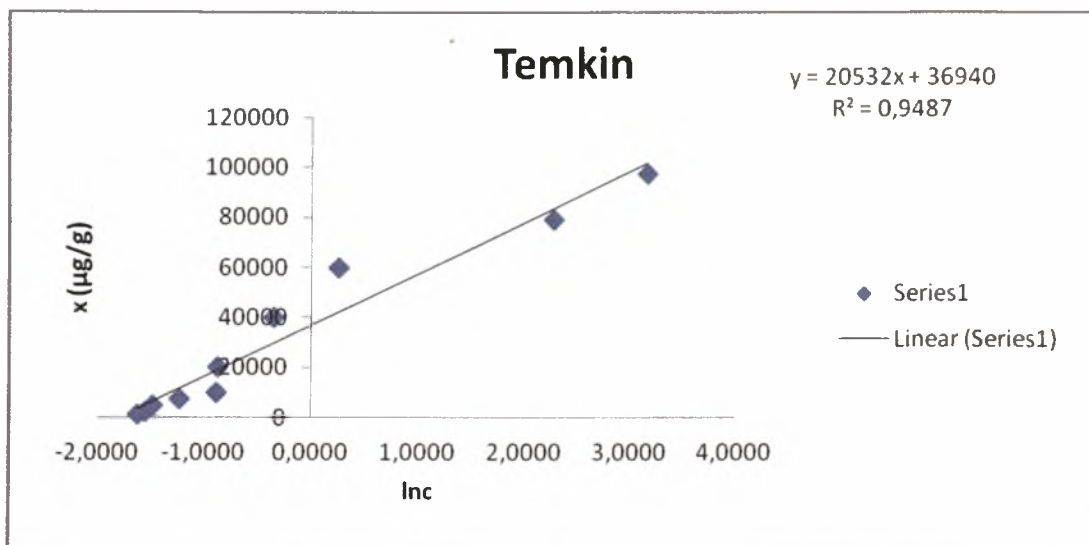 Temkin
y = 20532x + 36940
R² = 0,9487
120000
100000
80000
60000
40000
20000
0
x (µg/g)
-2,0000 -1,0000 0,0000 1,0000 2,0000 3,0000 4,0000
lnc
Series1
Linear (Series1)